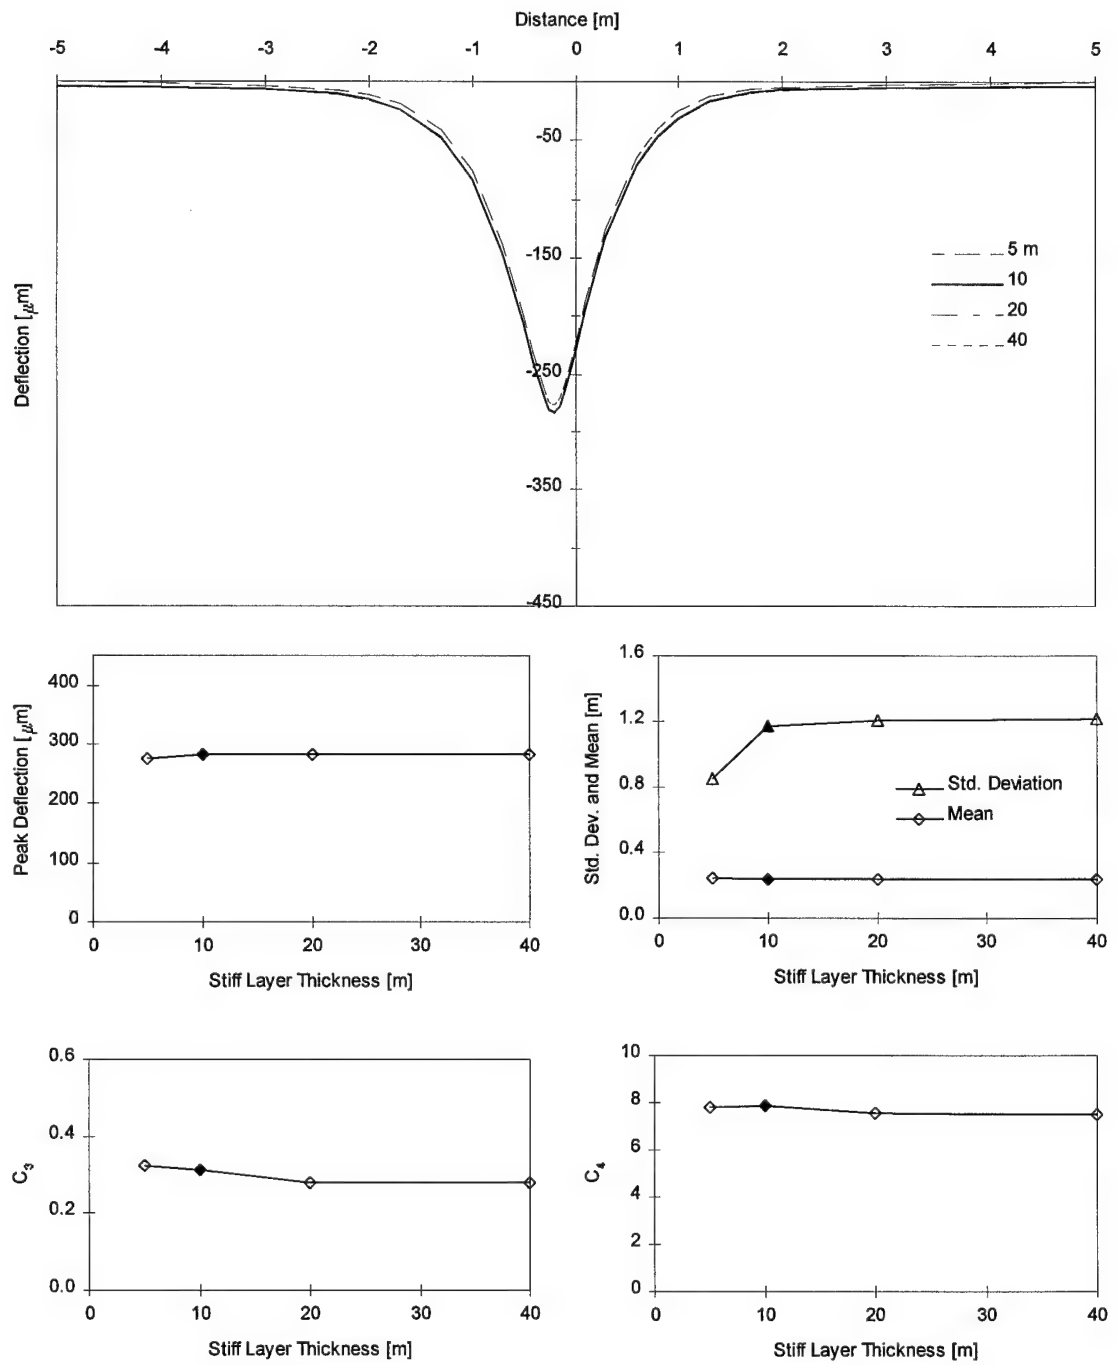 Distance [m]
-5 -4 -3 -2 -1 0 1 2 3 4 5
-50
-150
-250
-350
-450
Deflection [μm]
5 m
10
20
40
400
300
200
100
0
Peak Deflection [μm]
0 10 20 30 40
Stiff Layer Thickness [m]
1.6
1.2
0.8
0.4
0.0
Std. Dev. and Mean [m]
Std. Deviation
Mean
0 10 20 30 40
Stiff Layer Thickness [m]
0.6
0.4
0.2
0.0
C₃
0 10 20 30 40
Stiff Layer Thickness [m]
10
8
6
4
2
0
C₄
0 10 20 30 40
Stiff Layer Thickness [m]